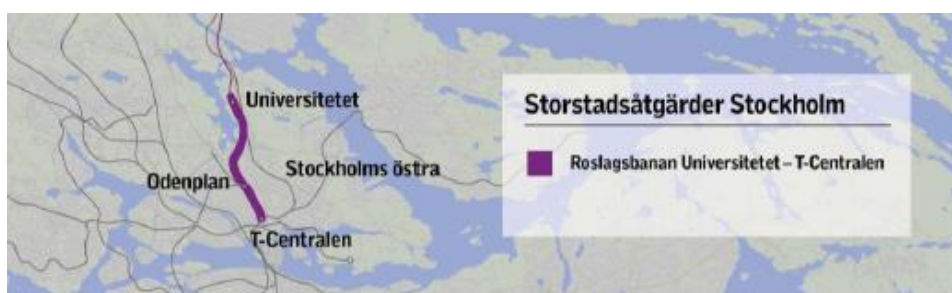 Universitetet
Stockholms östra
Odenplan
T-Centralen
Storstadsåtgärder Stockholm
Roslagsbanan Universitetet – T-Centralen